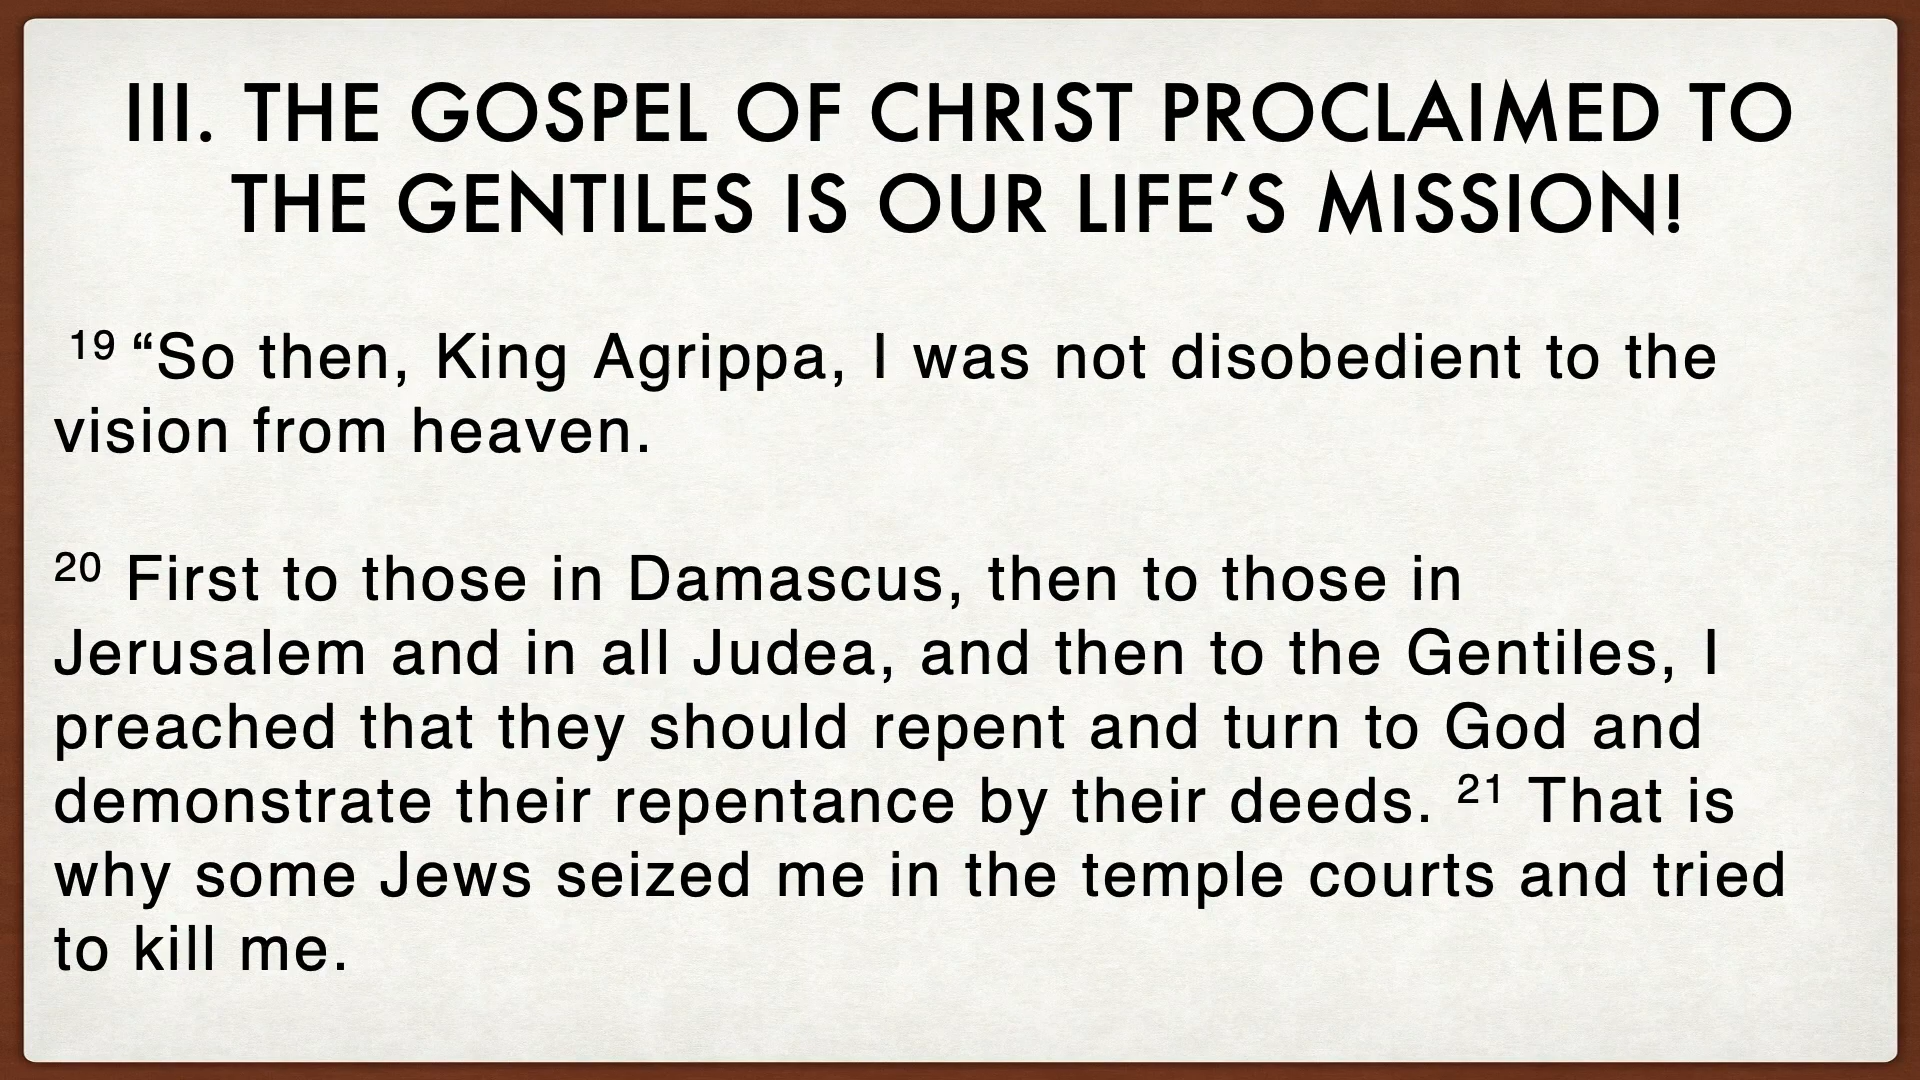 III. THE GOSPEL OF CHRIST PROCLAIMED TO
THE GENTILES IS OUR LIFE’S MISSION!
19 “So then, King Agrippa, I was not disobedient to the
vision from heaven.
20 First to those in Damascus, then to those in
Jerusalem and in all Judea, and then to the Gentiles, I
preached that they should repent and turn to God and
demonstrate their repentance by their deeds. 21 That is
why some Jews seized me in the temple courts and tried
to kill me.